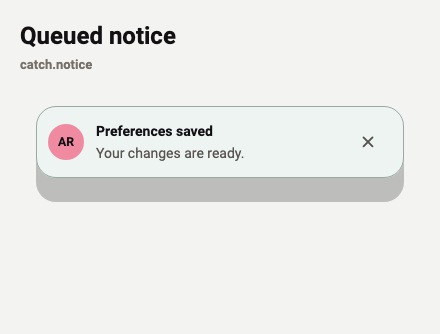 Queued notice
catch.notice
AR
Preferences saved
Your changes are ready.